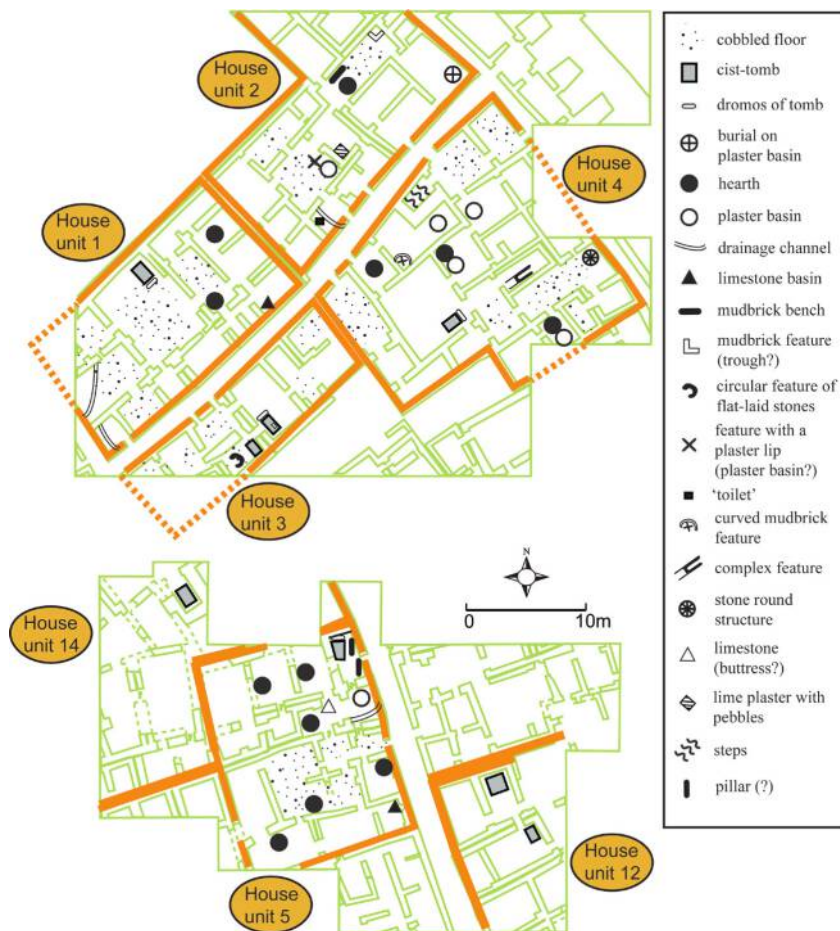 House
unit 2
House
unit 4
House
unit 1
House
unit 3
N
0 10m
House
unit 14
House
unit 5
House
unit 12
cobbled floor
cist-tomb
dromos of tomb
burial on
plaster basin
hearth
plaster basin
drainage channel
limestone basin
mudbrick bench
mudbrick feature
(trough?)
circular feature of
flat-laid stones
feature with a
plaster lip
(plaster basin?)
'toilet'
curved mudbrick
feature
complex feature
stone round
structure
limestone
(buttress?)
lime plaster with
pebbles
steps
pillar (?)